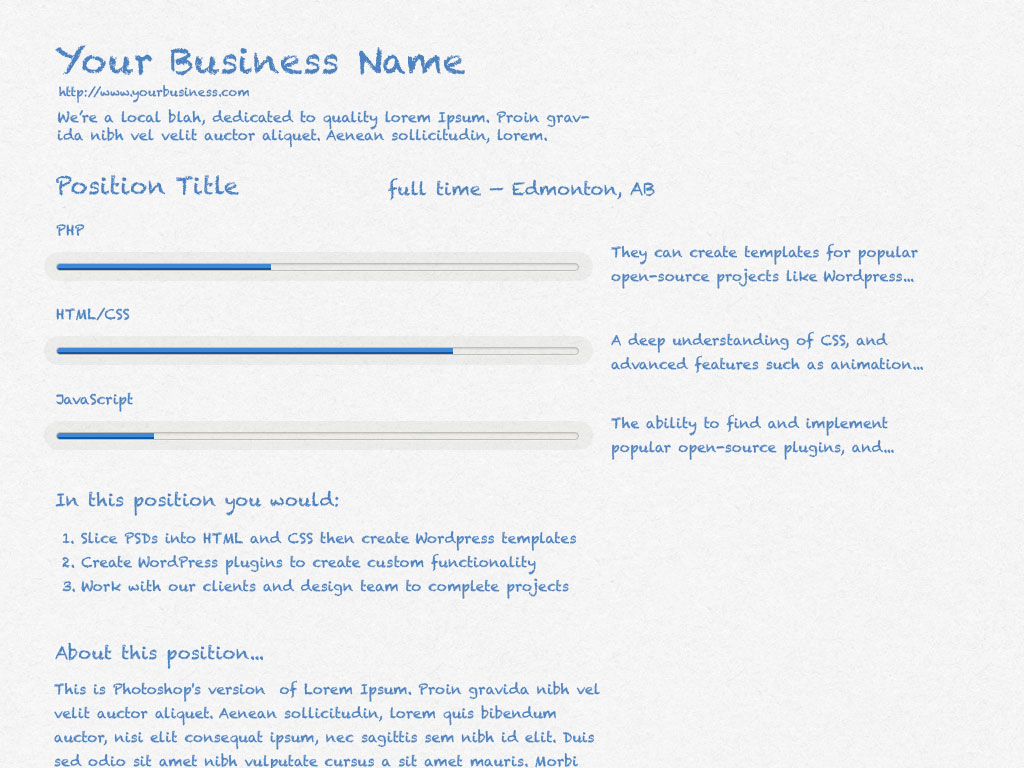 Your Business Name
http://www.yourbusiness.com
We're a local blah, dedicated to quality lorem Ipsum. Proin grav-
ida nibh vel velit auctor aliquet. Aenean sollicitudin, lorem.
Position Title
full time — Edmonton, AB
PHP
They can create templates for popular
open-source projects like Wordpress...
HTML/CSS
A deep understanding of CSS, and
advanced features such as animation...
JavaScript
The ability to find and implement
popular open-source plugins, and...
In this position you would:
1. Slice PSDs into HTML and CSS then create Wordpress templates
2. Create WordPress plugins to create custom functionality
3. Work with our clients and design team to complete projects
About this position...
This is Photoshop's version  of Lorem Ipsum. Proin gravida nibh vel
velit auctor aliquet. Aenean sollicitudin, lorem quis bibendum
auctor, nisi elit consequat ipsum, nec sagittis sem nibh id elit. Duis
sed odio sit amet nibh vulputate cursus a sit amet mauris. Morbi